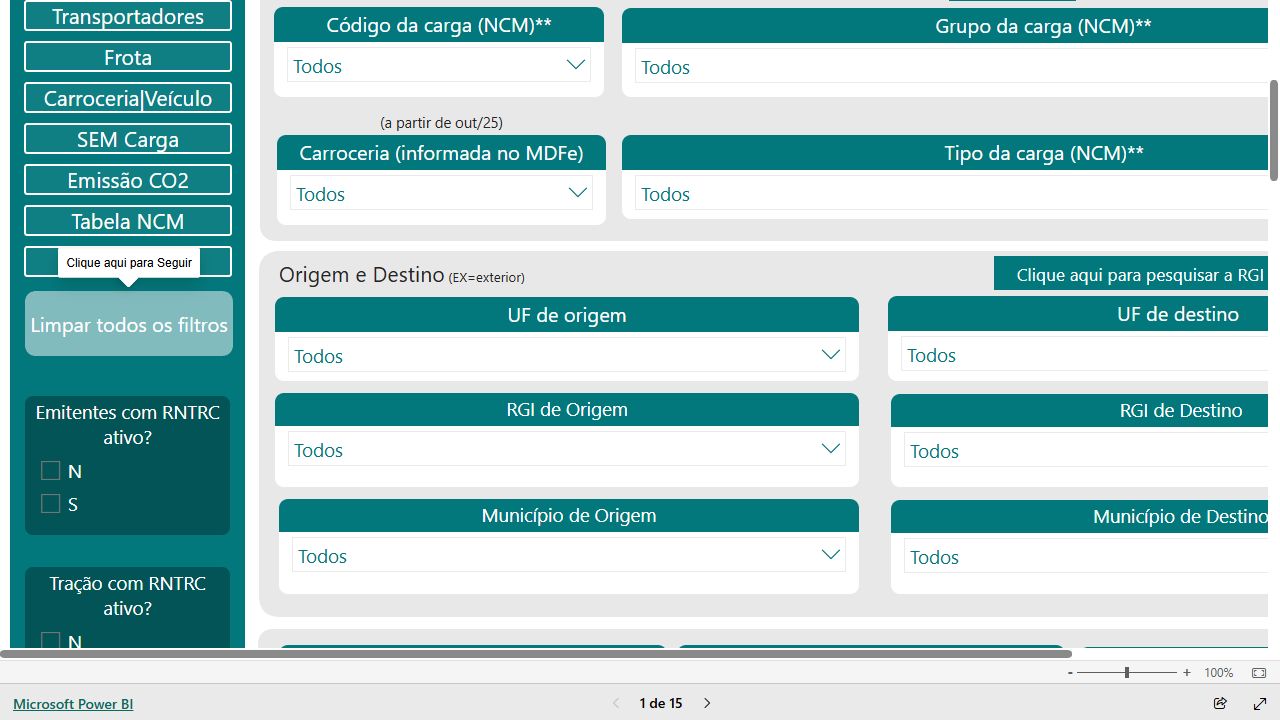 Transportadores
Frota
Carroceria|Veículo
SEM Carga
Emissão CO2
Tabela NCM
Clique aqui para Seguir
Limpar todos os filtros
Emitentes com RNTRC
ativo?
N
S
Tração com RNTRC
ativo?
N
Código da carga (NCM)**
Todos
Grupo da carga (NCM)**
Todos
(a partir de out/25)
Carroceria (informada no MDFe)
Todos
Tipo da carga (NCM)**
Todos
Origem e Destino (EX=exterior)
Clique aqui para pesquisar a RGI
UF de origem
Todos
UF de destino
Todos
RGI de Origem
Todos
RGI de Destino
Todos
Município de Origem
Todos
Município de Destino
Todos
- + 100%
Microsoft Power BI
1 de 15